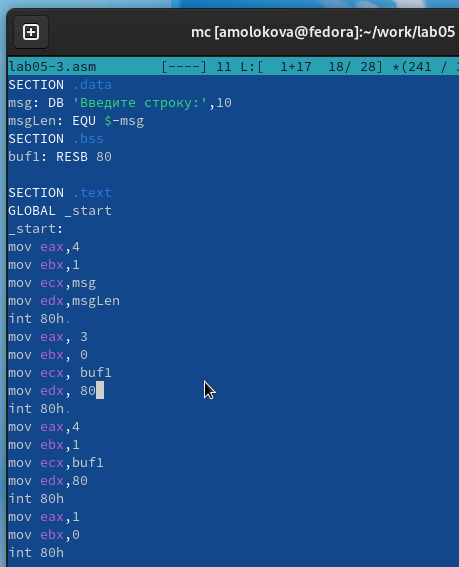 mc [amolokova@fedora]:~/work/lab05
lab05-3.asm [----] 11 L:[ 1+17 18/ 28] *(241 /
SECTION .data
msg: DB 'Введите строку:',10
msgLen: EQU $-msg
SECTION .bss
buf1: RESB 80
SECTION .text
GLOBAL _start
_start:
mov eax,4
mov ebx,1
mov ecx,msg
mov edx,msgLen
int 80h.
mov eax, 3
mov ebx, 0
mov ecx, buf1
mov edx, 80
int 80h.
mov eax,4
mov ebx,1
mov ecx,buf1
mov edx,80
int 80h
mov eax,1
mov ebx,0
int 80h